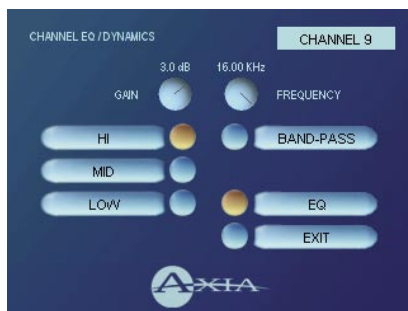 CHANNEL EQ / DYNAMICS
CHANNEL 9
3.0 dB 16.00 KHz
GAIN FREQUENCY
HI BAND-PASS
MID
LOW EQ
EXIT
AXIA